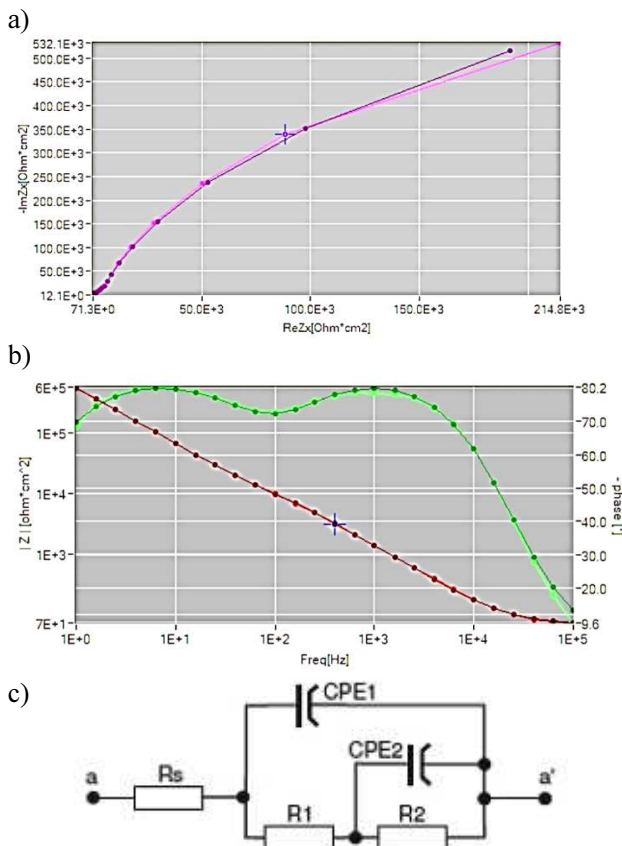 a)
532.1E+3
500.0E+3
450.0E+3
400.0E+3
350.0E+3
300.0E+3
250.0E+3
200.0E+3
150.0E+3
100.0E+3
50.0E+3
12.1E+0
-ImZx[Ohm*cm2]
71.3E+0 50.0E+3 100.0E+3 150.0E+3 214.8E+3
ReZx[Ohm*cm2]
b)
6E+5
1E+5
1E+4
1E+3
7E+1
| Z | [ohm*cm^2]
80.2
70.0
60.0
50.0
40.0
30.0
20.0
9.6
- phase [°]
1E+0 1E+1 1E+2 1E+3 1E+4 1E+5
Freq[Hz]
c)
CPE1
CPE2
a Rs a'
R1 R2